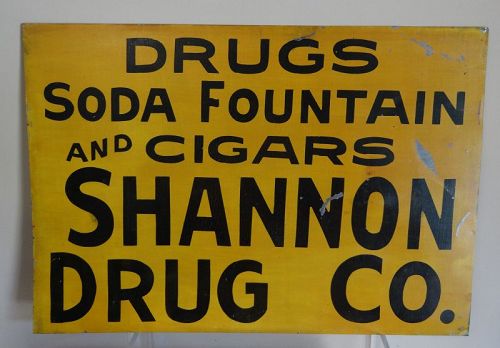 DRUGS
SODA FOUNTAIN
AND CIGARS
SHANNON
DRUG CO.